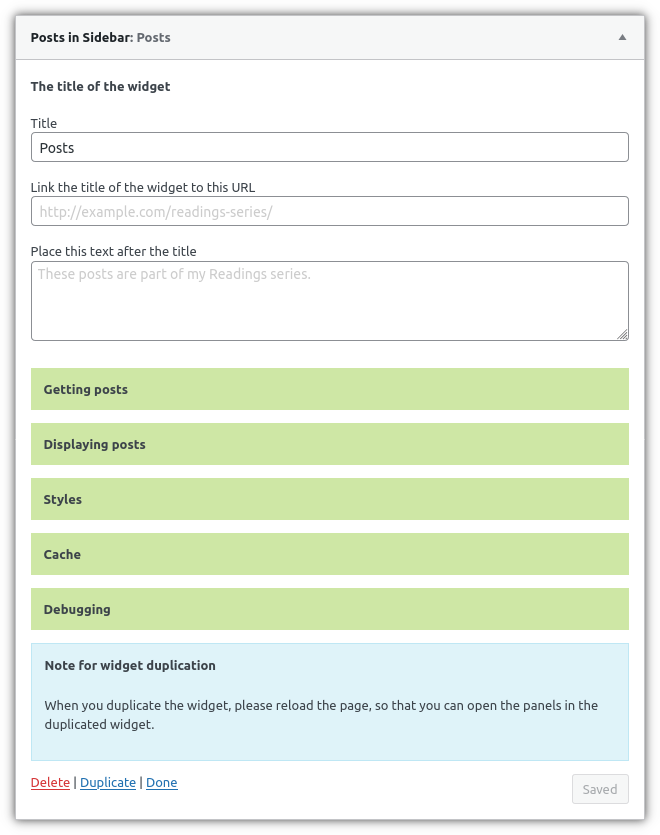 Posts in Sidebar: Posts
The title of the widget
Title
Posts
Link the title of the widget to this URL
http://example.com/readings-series/
Place this text after the title
These posts are part of my Readings series.
Getting posts
Displaying posts
Styles
Cache
Debugging
Note for widget duplication
When you duplicate the widget, please reload the page, so that you can open the panels in the
duplicated widget.
Delete | Duplicate | Done
Saved